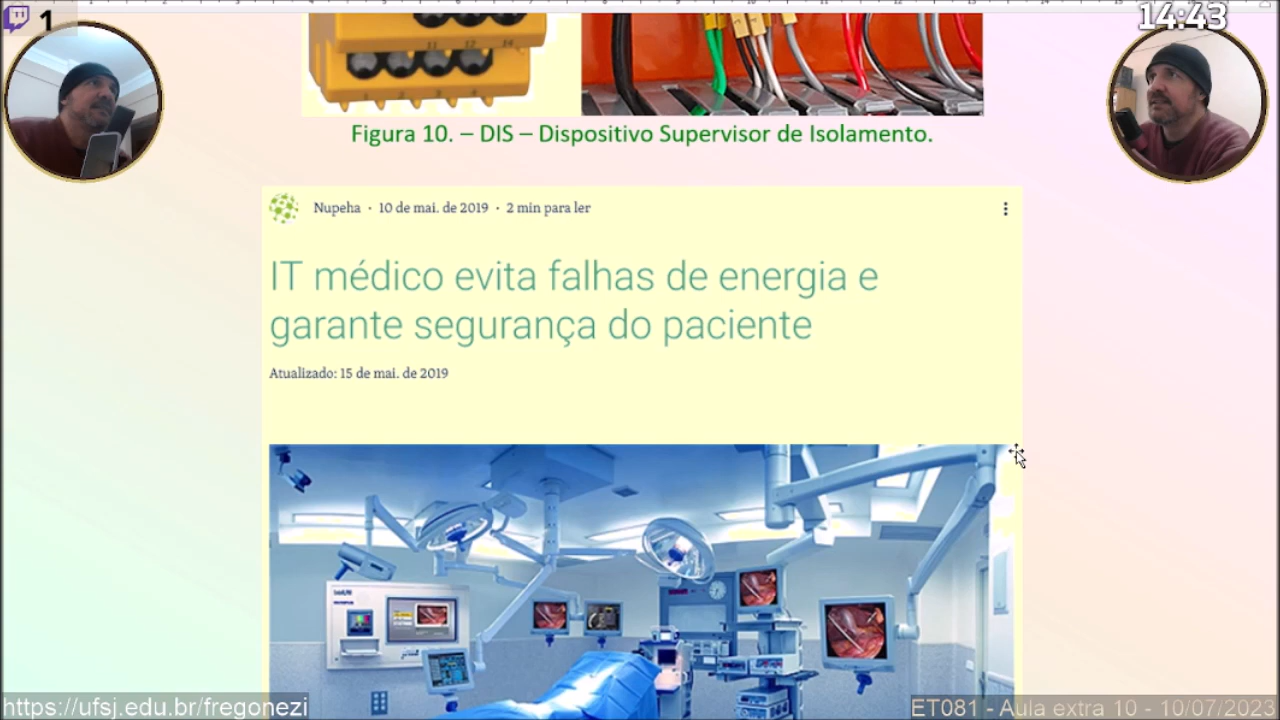 1
14:43
Figura 10. – DIS – Dispositivo Supervisor de Isolamento.
Nupeha · 10 de mai. de 2019 · 2 min para ler
IT médico evita falhas de energia e
garante segurança do paciente
Atualizado: 15 de mai. de 2019
https://ufsj.edu.br/fregonezi
ET081 - Aula extra 10 - 10/07/2023